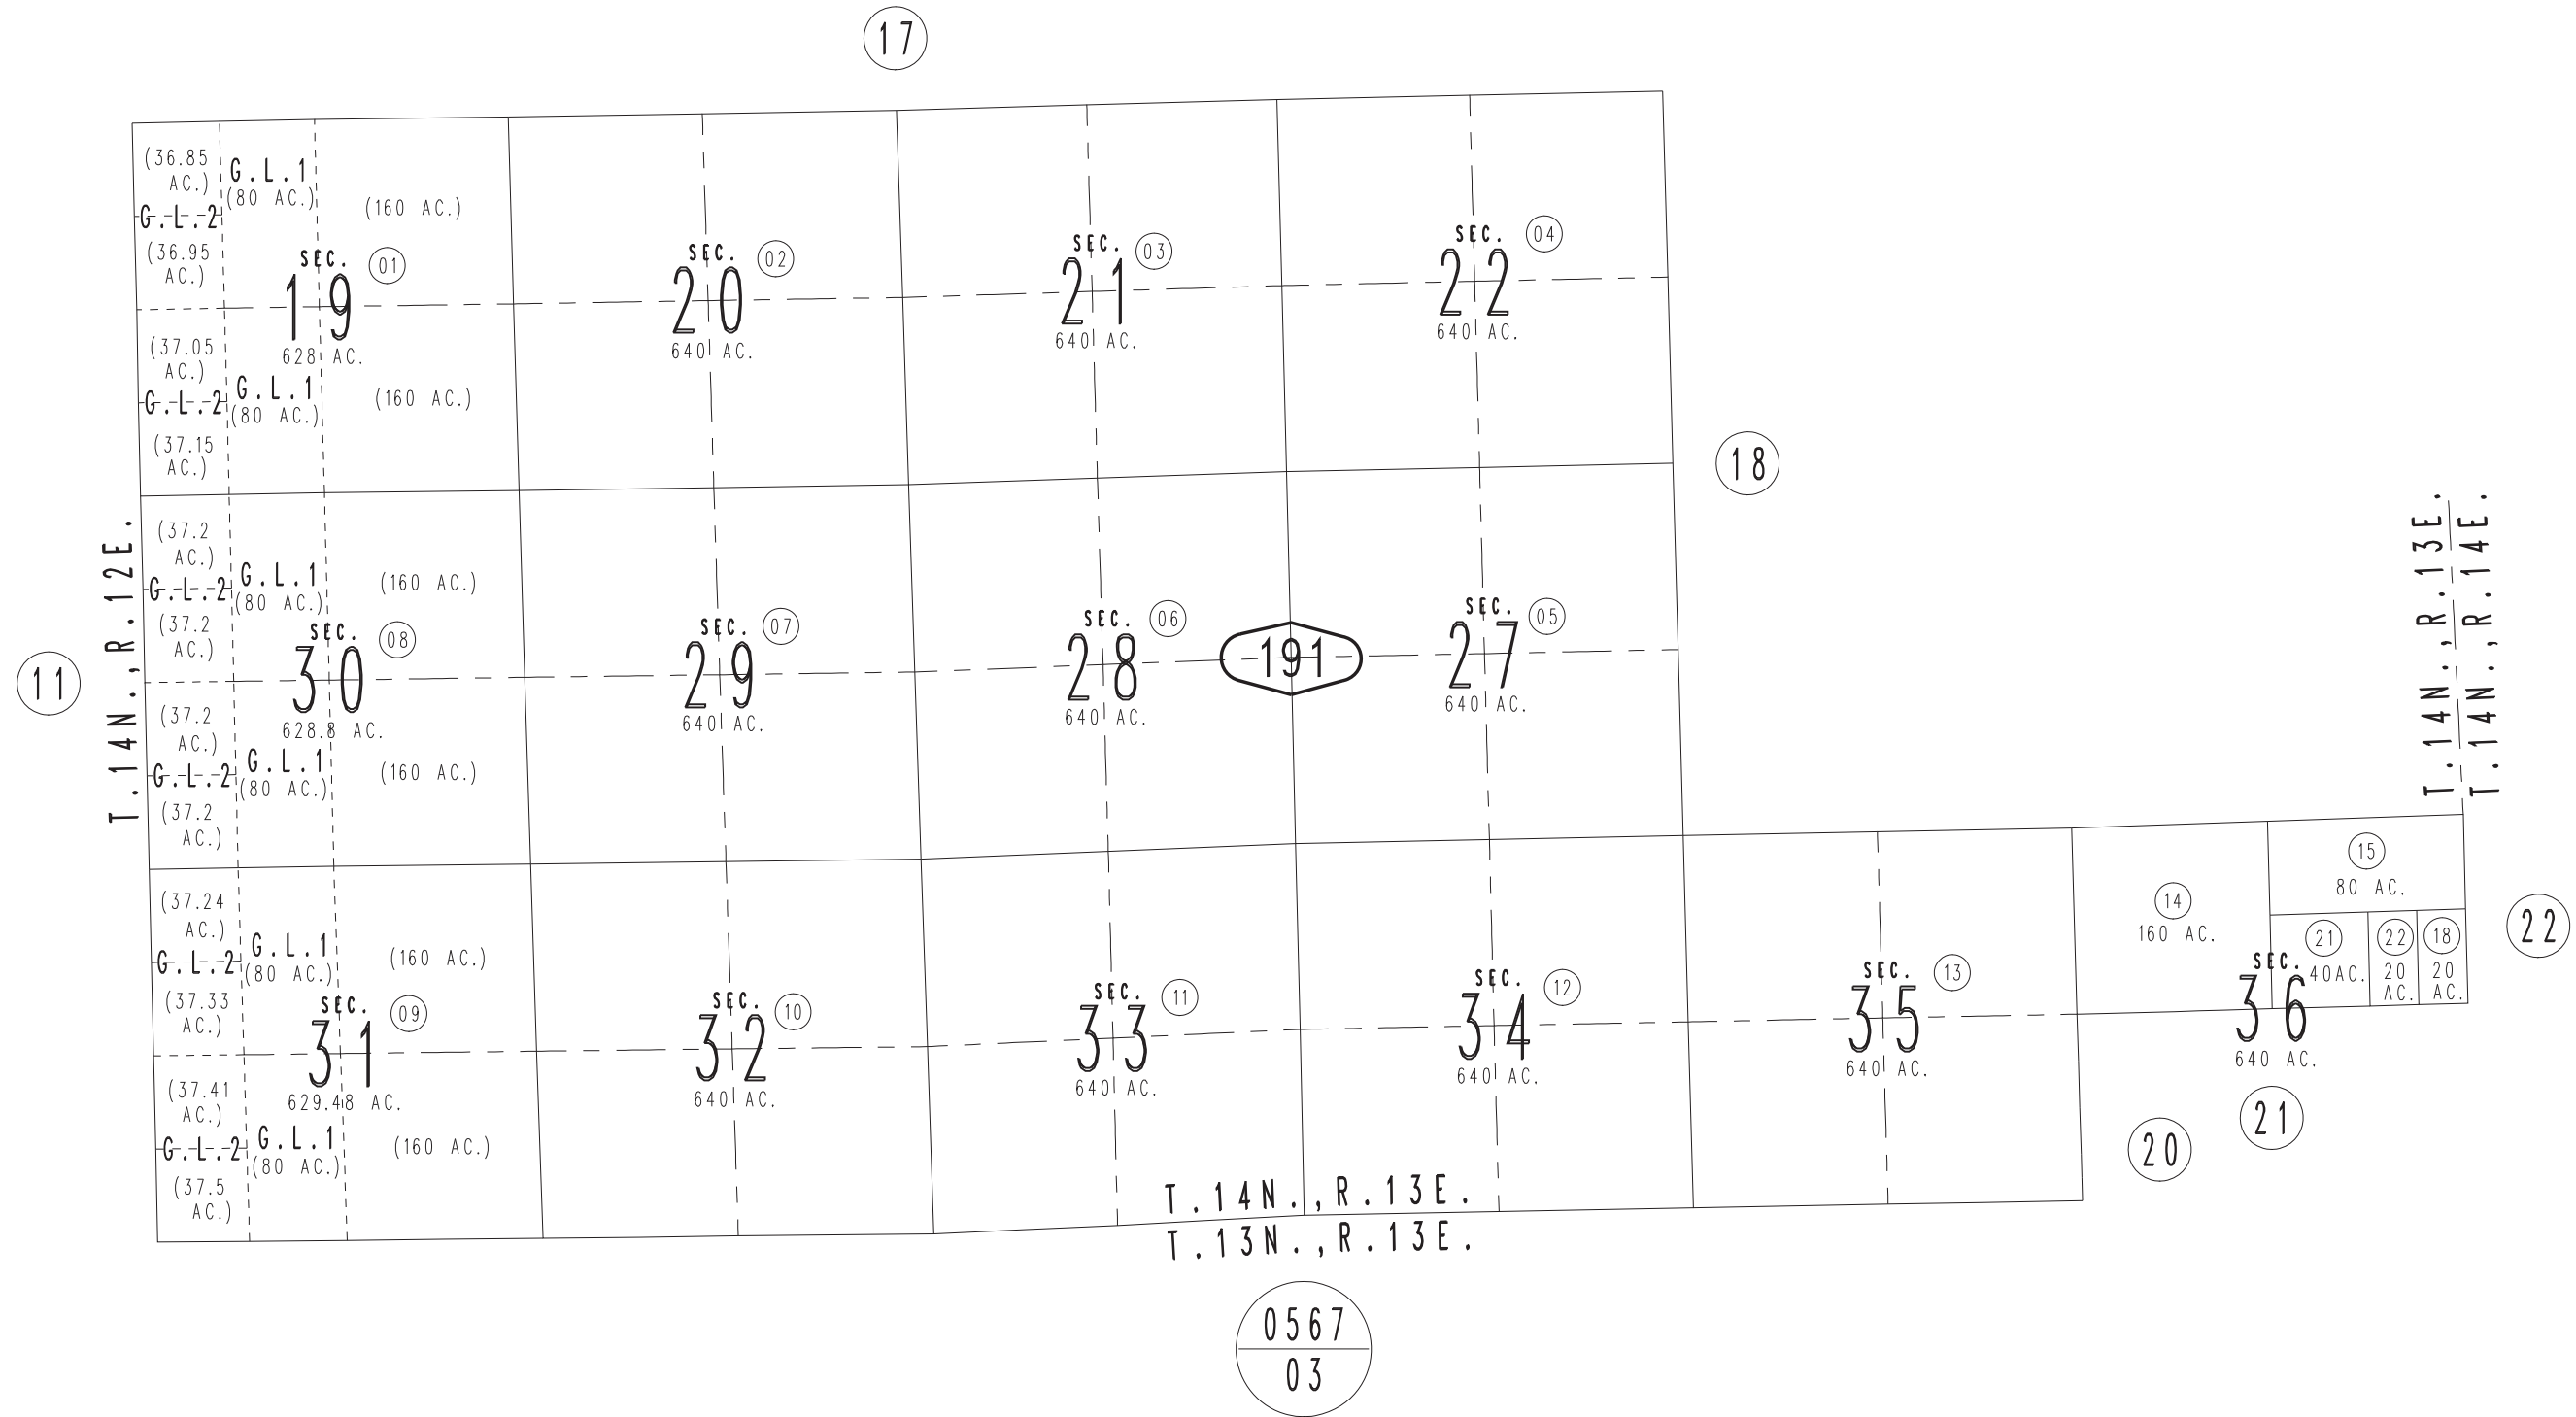 17
(36.85
AC.)
G.L.1
(80 AC.)
(160 AC.)
G.L.2
(36.95
AC.)
SEC.
01
19
628 AC.
(37.05
AC.)
G.L.1
(80 AC.)
(160 AC.)
G.L.2
(37.15
AC.)
SEC.
02
20
640 AC.
SEC.
03
21
640 AC.
SEC.
04
22
640 AC.
18
T.14N.,R.12E.
11
(37.2
AC.)
G.L.1
(80 AC.)
(160 AC.)
G.L.2
(37.2
AC.)
SEC.
08
30
628.8 AC.
(37.2
AC.)
G.L.1
(80 AC.)
(160 AC.)
G.L.2
(37.2
AC.)
SEC.
07
29
640 AC.
SEC.
06
28
640 AC.
191
SEC.
05
27
640 AC.
T.14N.,R.13E.
T.14N.,R.14E.
(37.24
AC.)
G.L.1
(80 AC.)
(160 AC.)
G.L.2
(37.33
AC.)
SEC.
09
31
629.48 AC.
(37.41
AC.)
G.L.1
(80 AC.)
(160 AC.)
G.L.2
(37.5
AC.)
SEC.
10
32
640 AC.
SEC.
11
33
640 AC.
SEC.
12
34
640 AC.
SEC.
13
35
640 AC.
14
160 AC.
15
80 AC.
21
40AC.
22
20
AC.
18
20
AC.
SEC.
36
640 AC.
22
21
20
T.14N.,R.13E.
T.13N.,R.13E.
0567
03